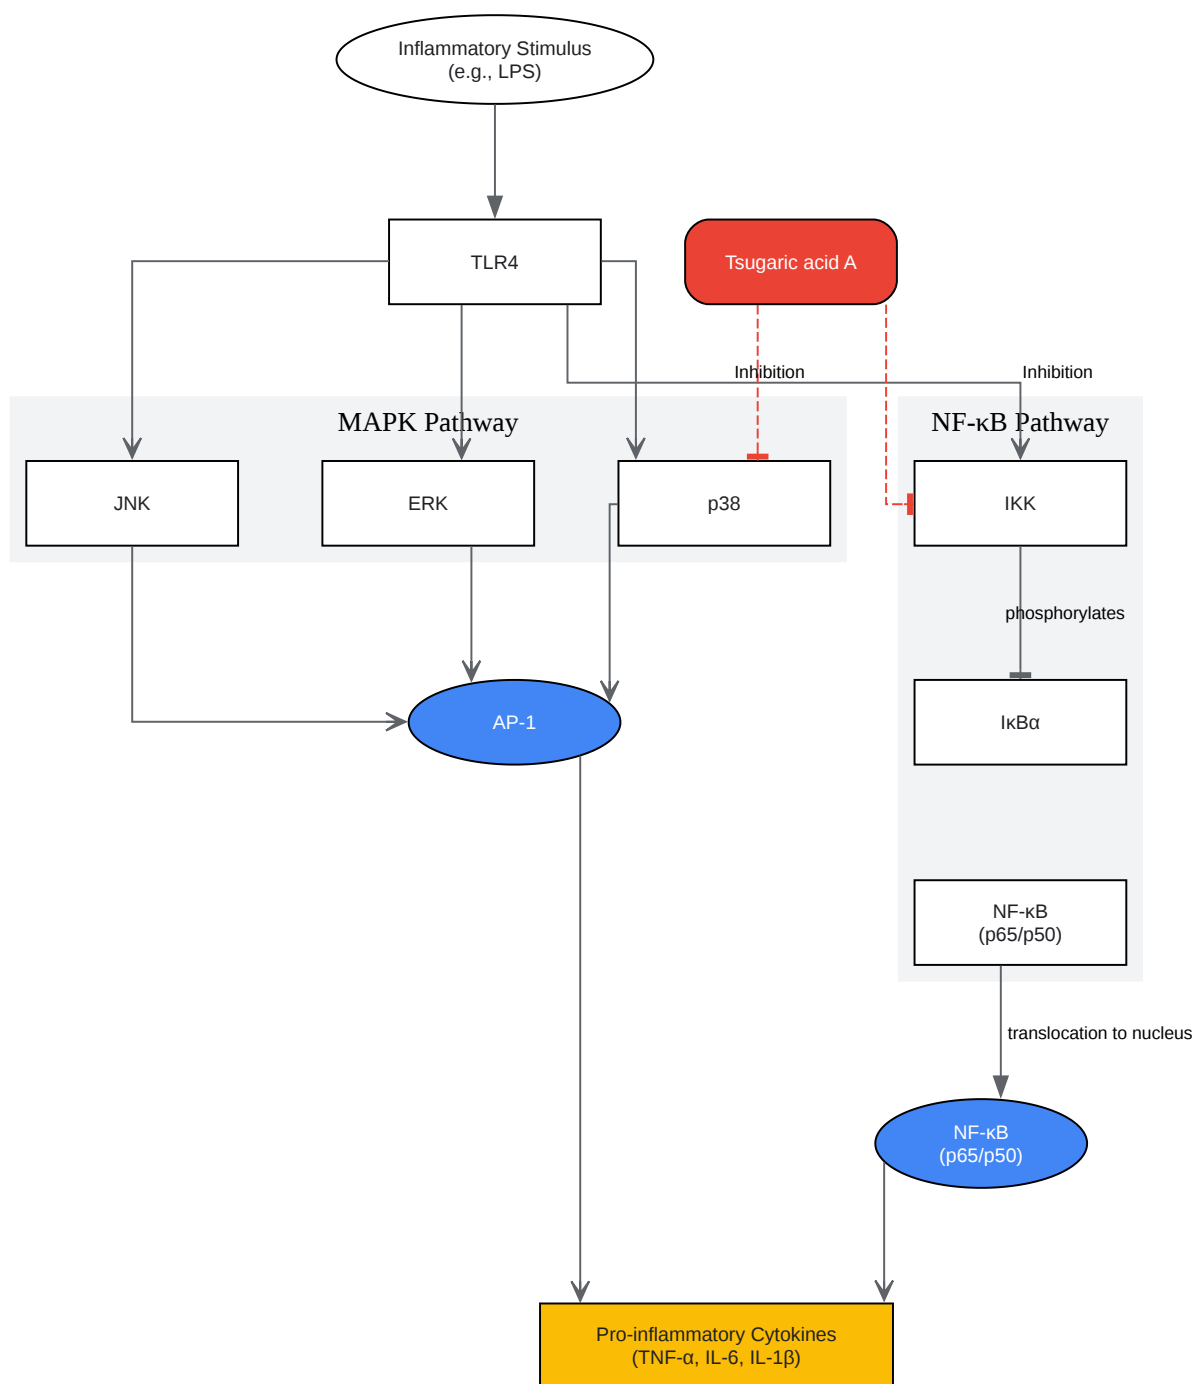 Inflammatory Stimulus
(e.g., LPS)
TLR4
Tsugaric acid A
Inhibition
Inhibition
MAPK Pathway
NF-κB Pathway
JNK
ERK
p38
IKK
phosphorylates
AP-1
IκBα
NF-κB
(p65/p50)
translocation to nucleus
NF-κB
(p65/p50)
Pro-inflammatory Cytokines
(TNF-α, IL-6, IL-1β)